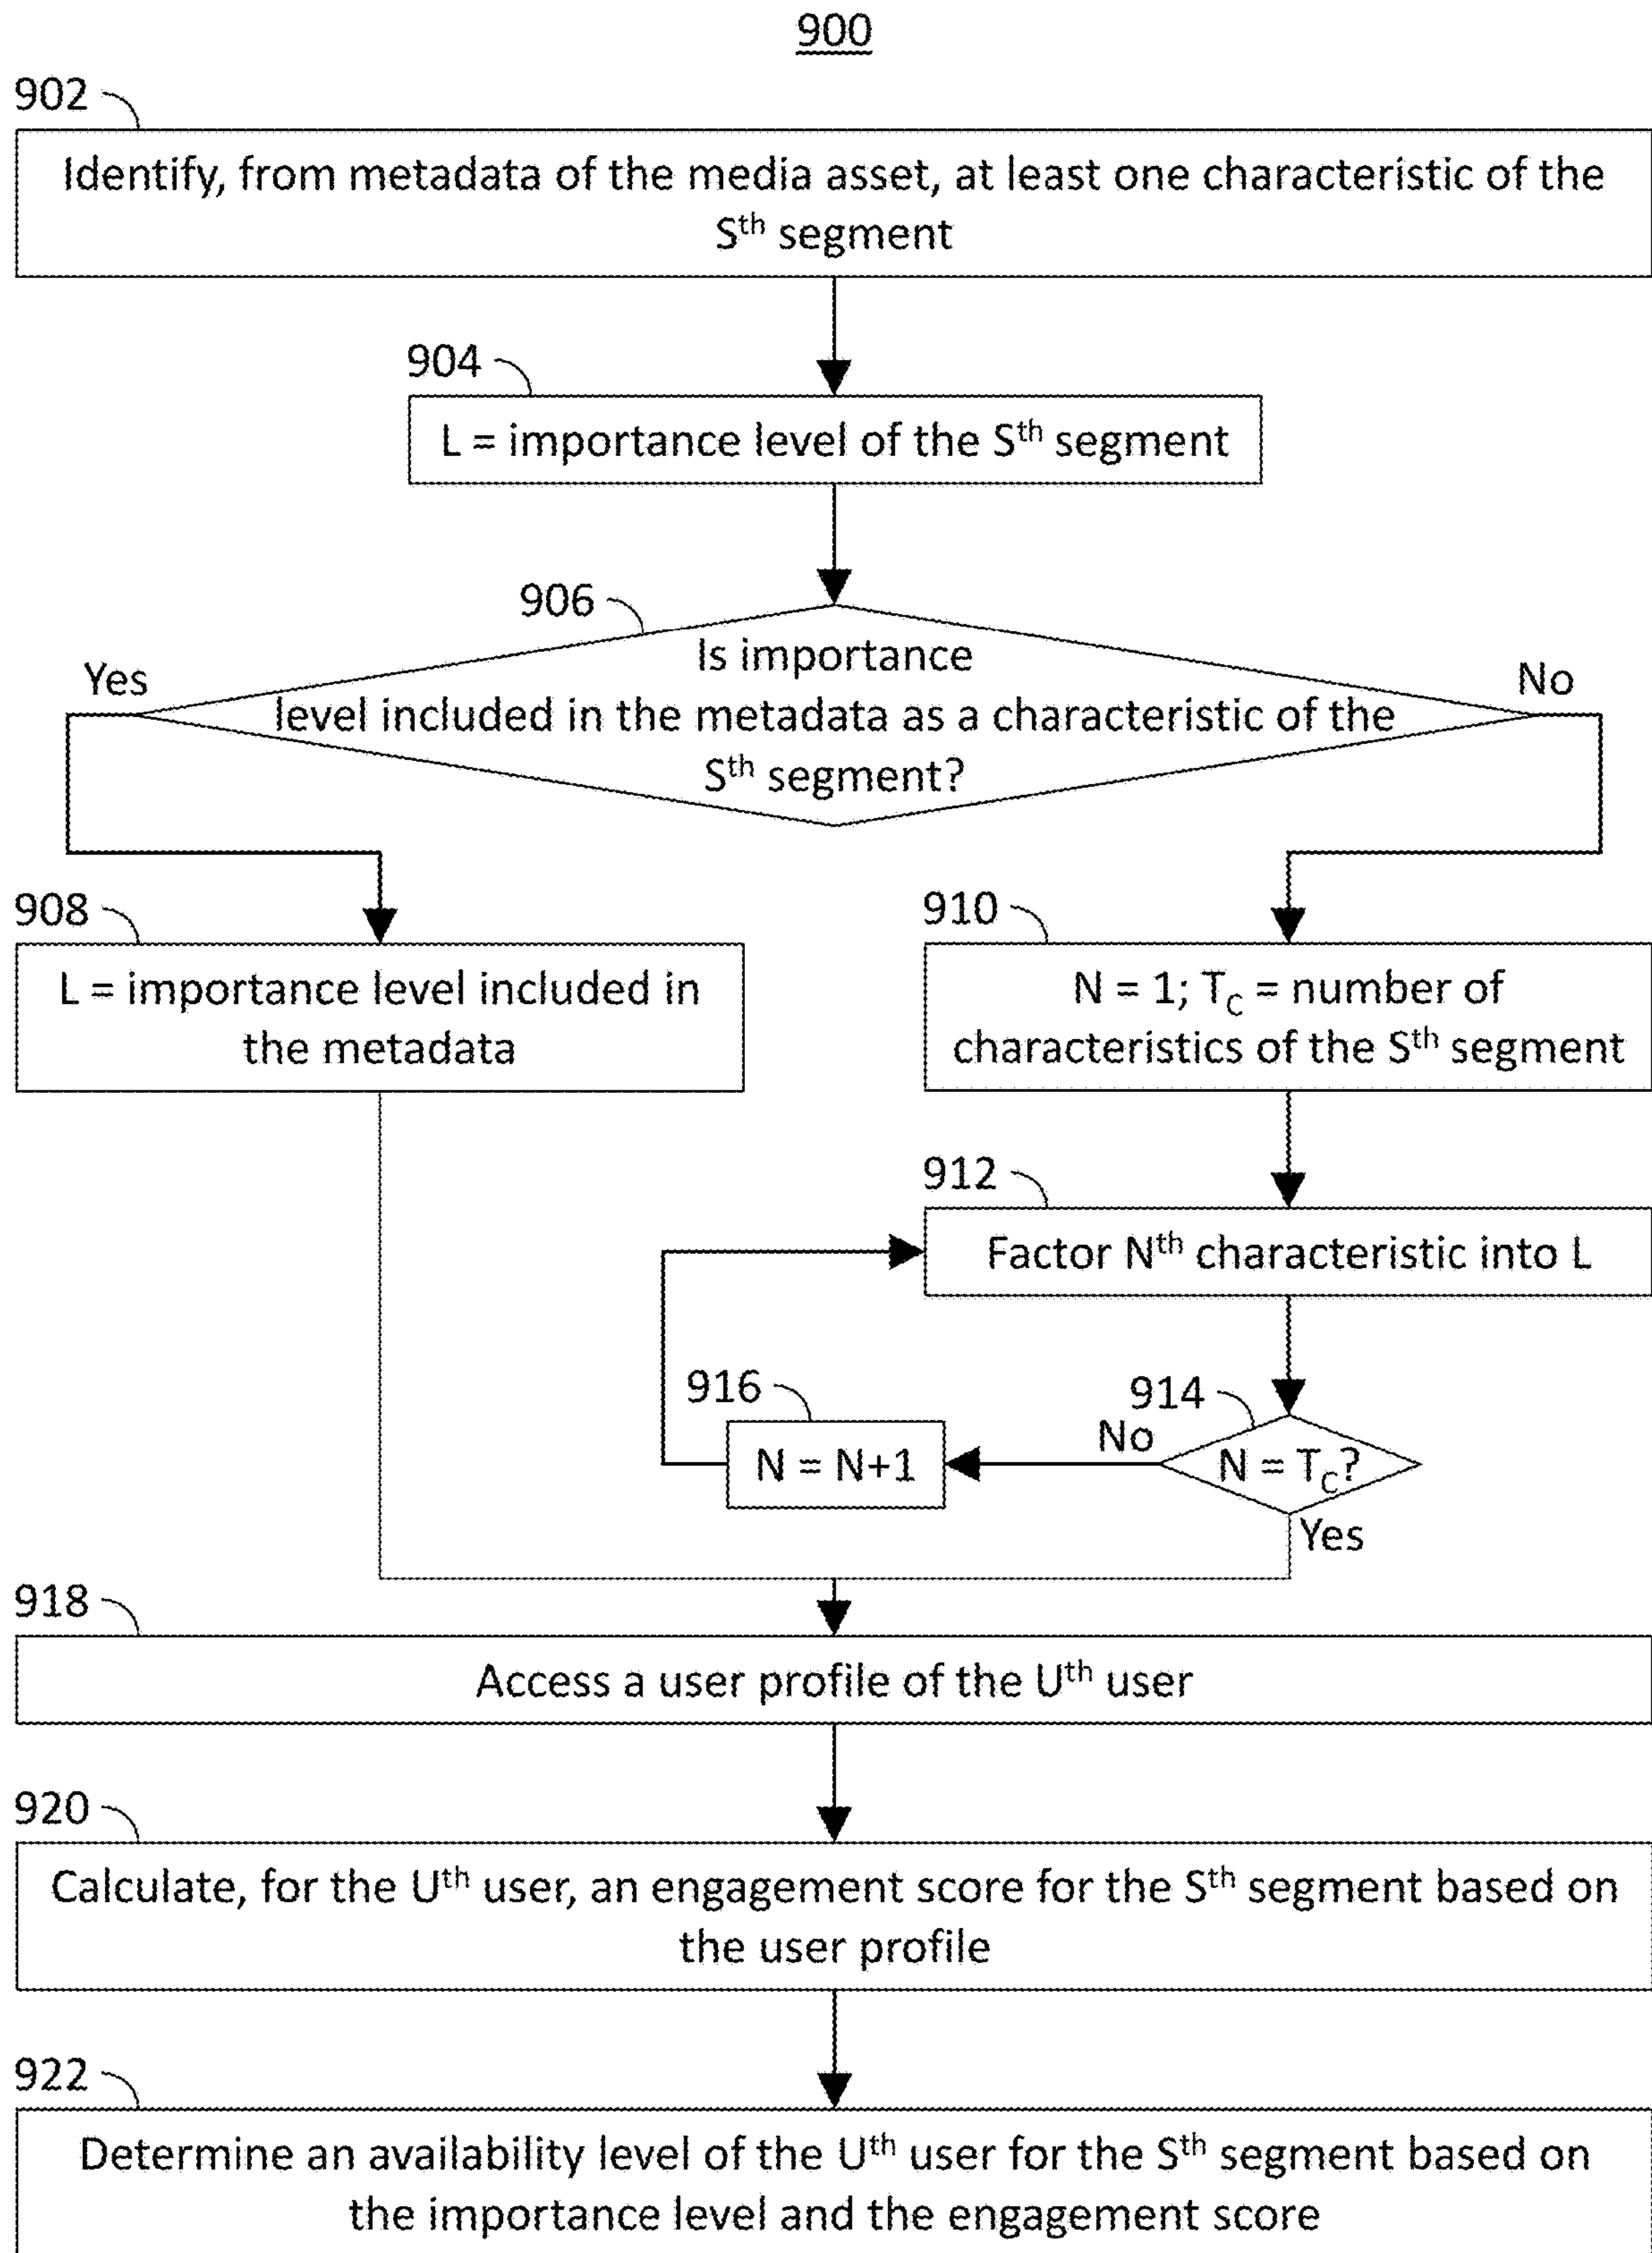 900
902
Identify, from metadata of the media asset, at least one characteristic of the
Sth segment
904
L = importance level of the Sth segment
906
Is importance
Yes
No
level included in the metadata as a characteristic of the
Sth segment?
908
910
L = importance level included in
the metadata
N = 1; TC = number of
characteristics of the Sth segment
912
Factor Nth characteristic into L
916
914
No
N = N+1
N = TC?
Yes
918
Access a user profile of the Uth user
920
Calculate, for the Uth user, an engagement score for the Sth segment based on
the user profile
922
Determine an availability level of the Uth user for the Sth segment based on
the importance level and the engagement score